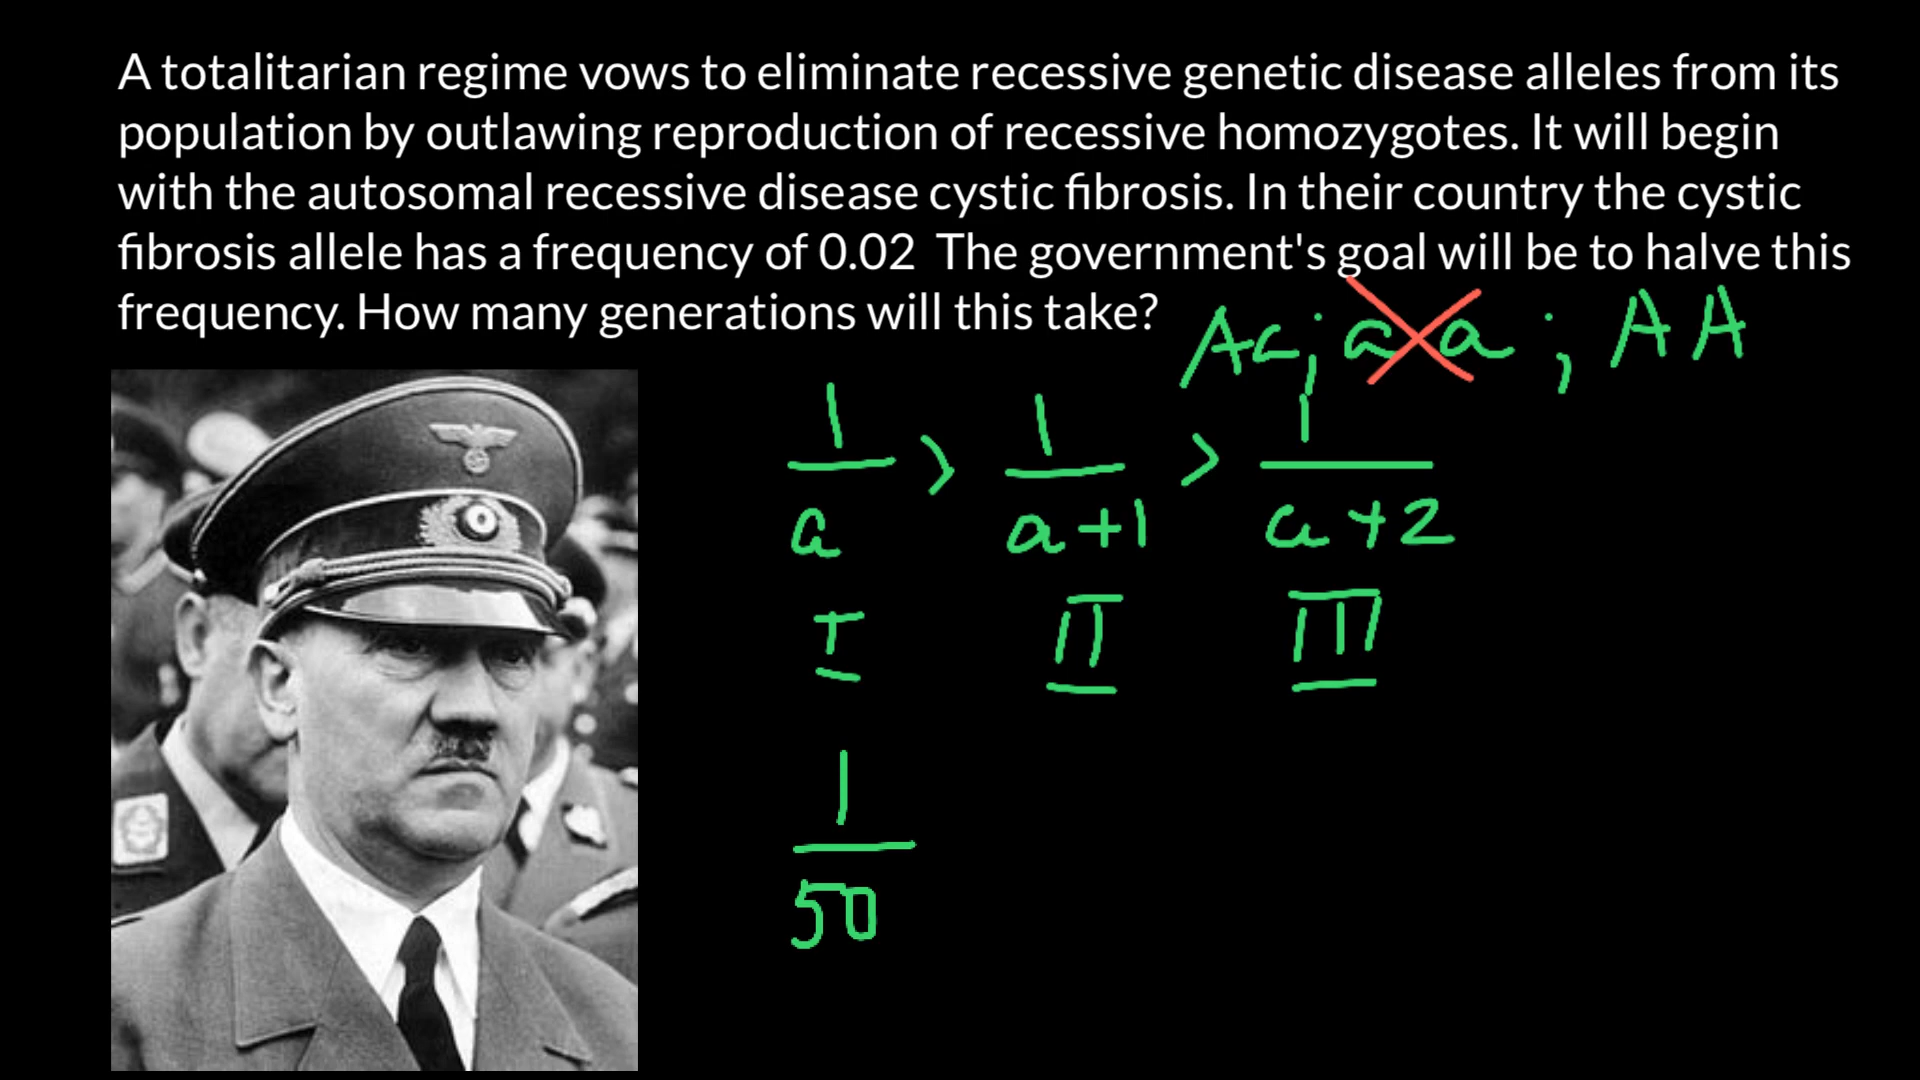 A totalitarian regime vows to eliminate recessive genetic disease alleles from its
population by outlawing reproduction of recessive homozygotes. It will begin
with the autosomal recessive disease cystic fibrosis. In their country the cystic
fibrosis allele has a frequency of 0.02 The government's goal will be to halve this
frequency. How many generations will this take?
Aa; aa ; AA
1 > 1 > 1
a a+1 a+2
I II III
1
50